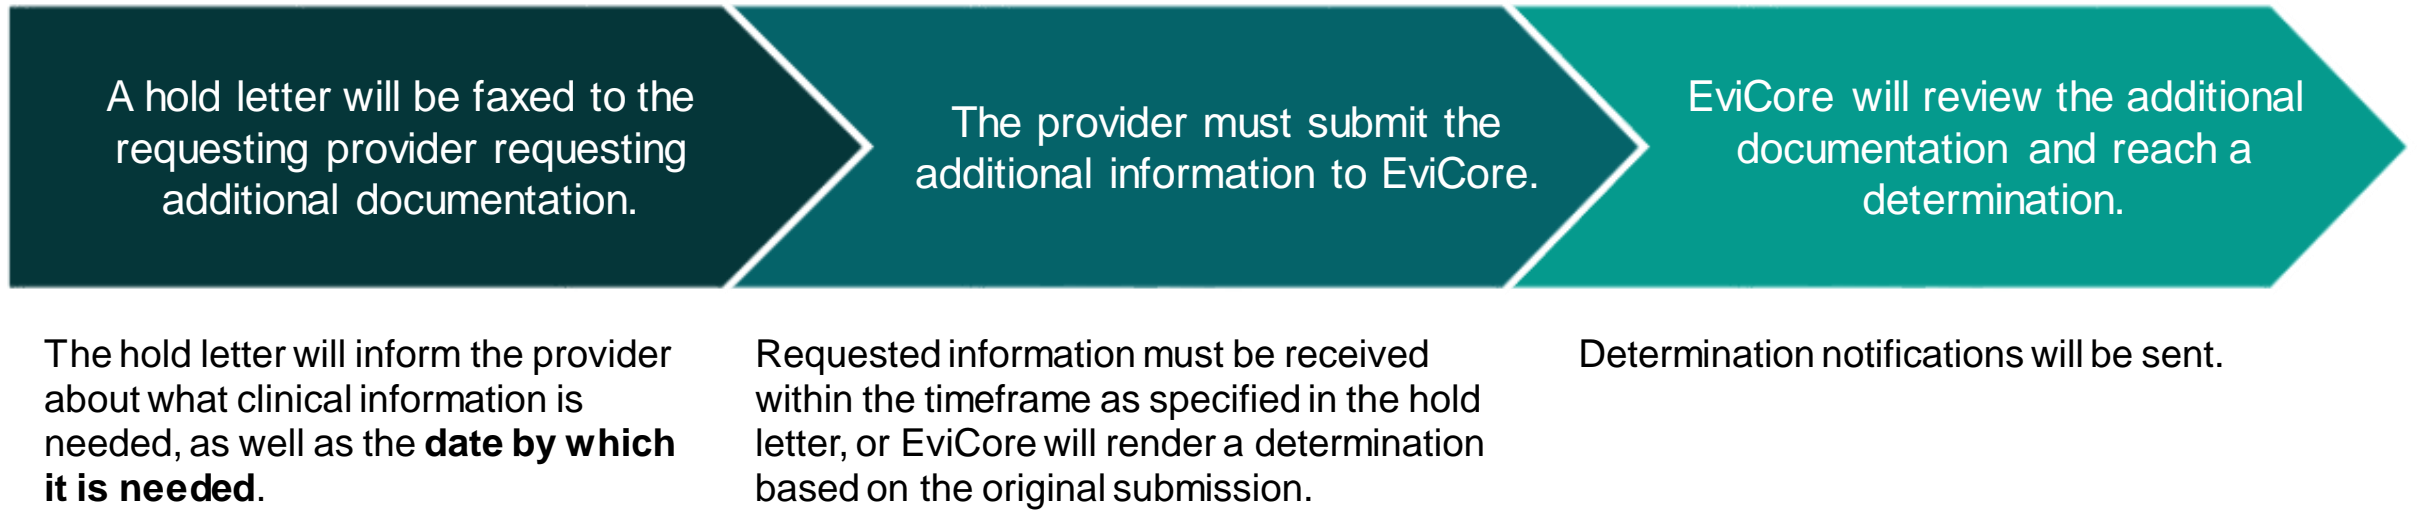 A hold letter will be faxed to the
requesting provider requesting
additional documentation.
The provider must submit the
additional information to EviCore.
EviCore will review the additional
documentation and reach a
determination.
The hold letter will inform the provider
about what clinical information is
needed, as well as the date by which
it is needed.
Requested information must be received
within the timeframe as specified in the hold
letter, or EviCore will render a determination
based on the original submission.
Determination notifications will be sent.